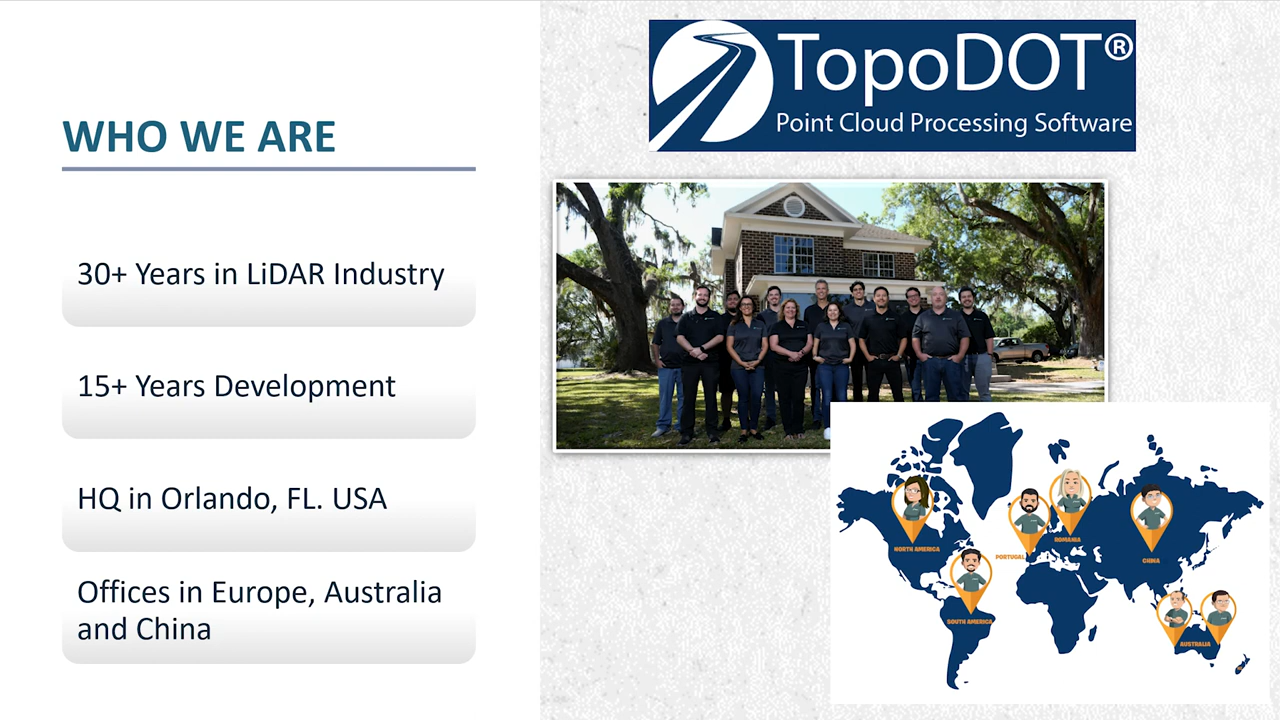 WHO WE ARE
30+ Years in LiDAR Industry
15+ Years Development
HQ in Orlando, FL. USA
Offices in Europe, Australia
and China
TopoDOT®
Point Cloud Processing Software
NORTH AMERICA
PORTUGAL
ROMANIA
CHINA
SOUTH AMERICA
AUSTRALIA